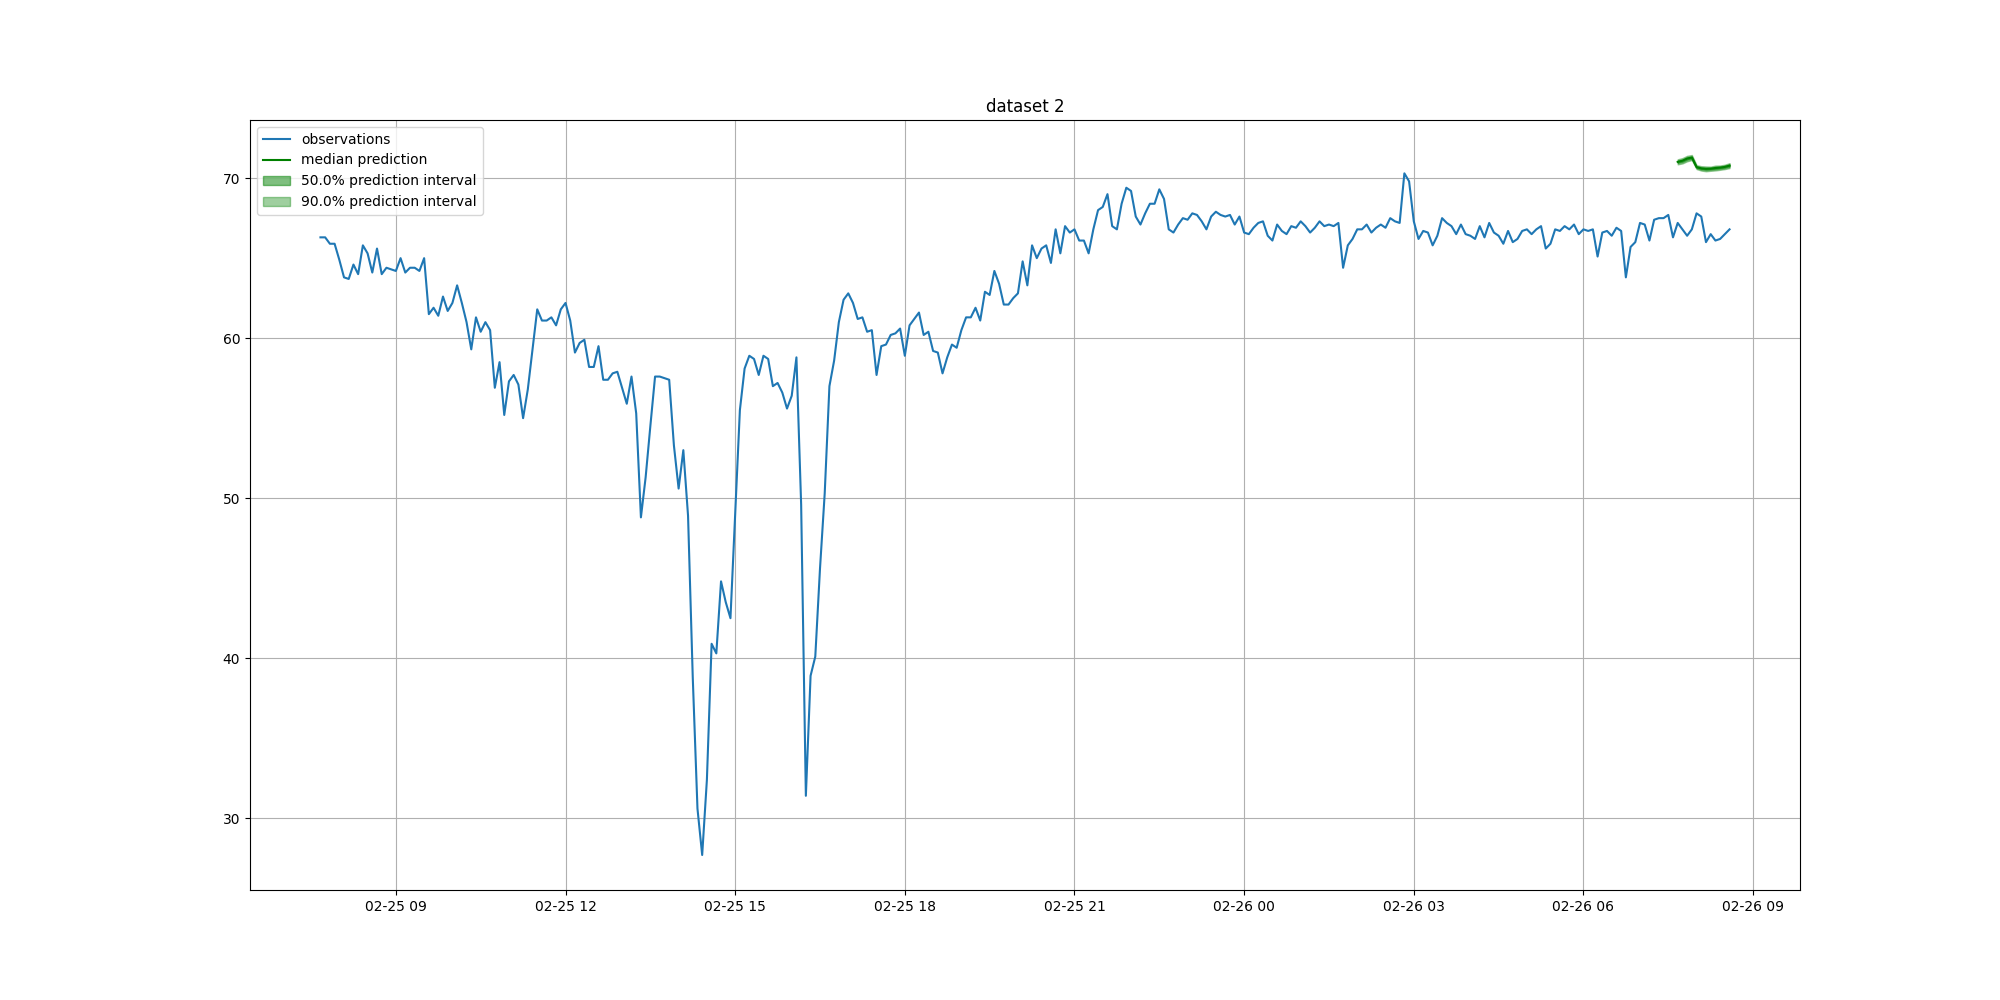 dataset 2
observations
median prediction
50.0% prediction interval
90.0% prediction interval
70
60
50
40
30
02-25 09
02-25 12
02-25 15
02-25 18
02-25 21
02-26 00
02-26 03
02-26 06
02-26 09